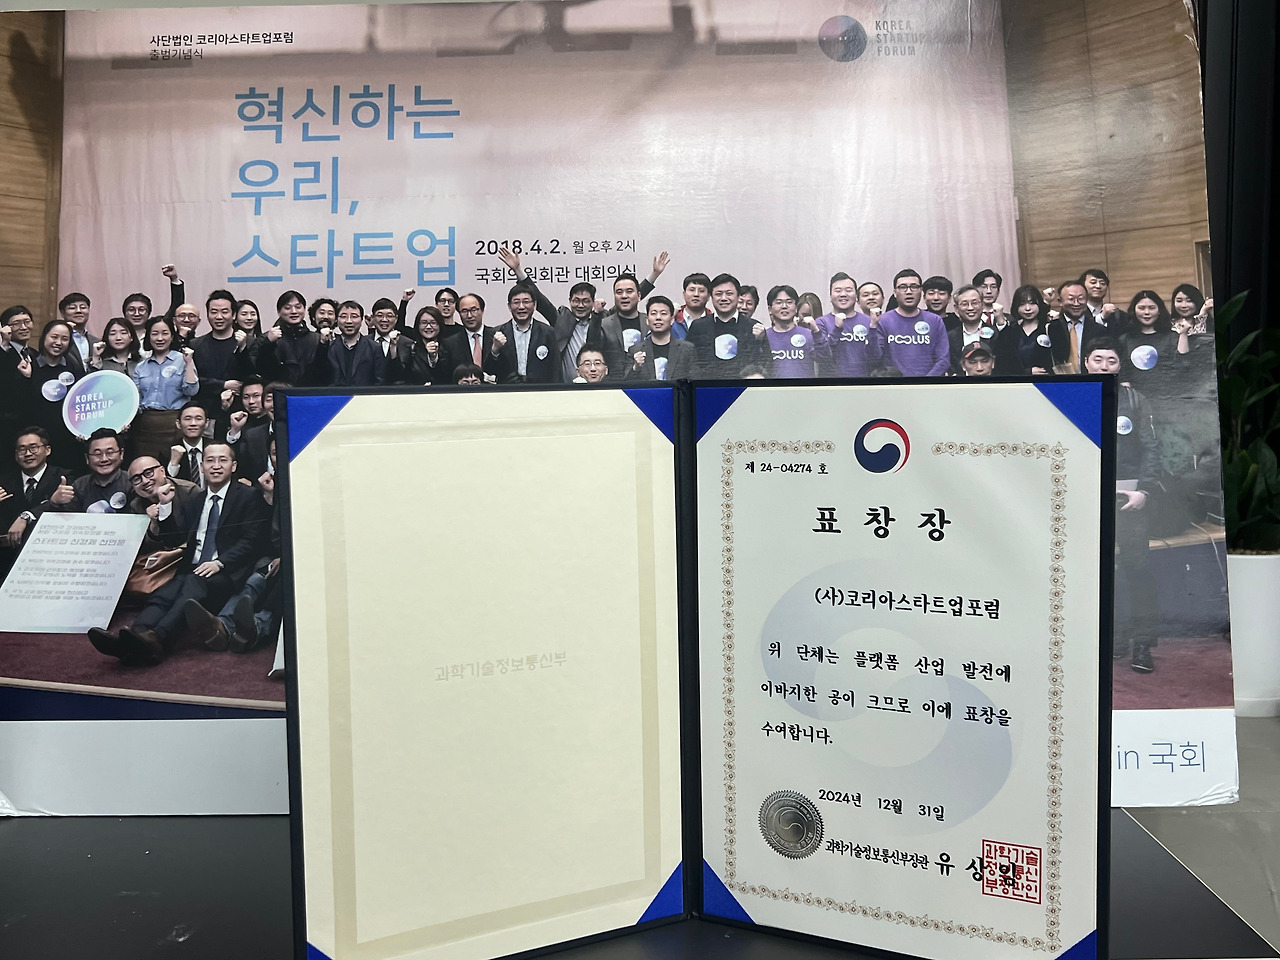 사단법인 코리아스타트업포럼
출범기념식
KOREA
STARTUP
FORUM
혁신하는
우리,
스타트업
2018.4.2. 월 오후 2시
국회의원회관 대회의실
POOLUS
KOREA
STARTUP
FORUM
스타트업 신경제 선언문
in 국회
과학기술정보통신부
제 24-04274 호
표창장
(사)코리아스타트업포럼
위 단체는 플랫폼 산업 발전에
이바지한 공이 크므로 이에 표창을
수여합니다.
2024년 12월 31일
과학기술정보통신부장관 유 상
과학기술
정보통신
부장관인